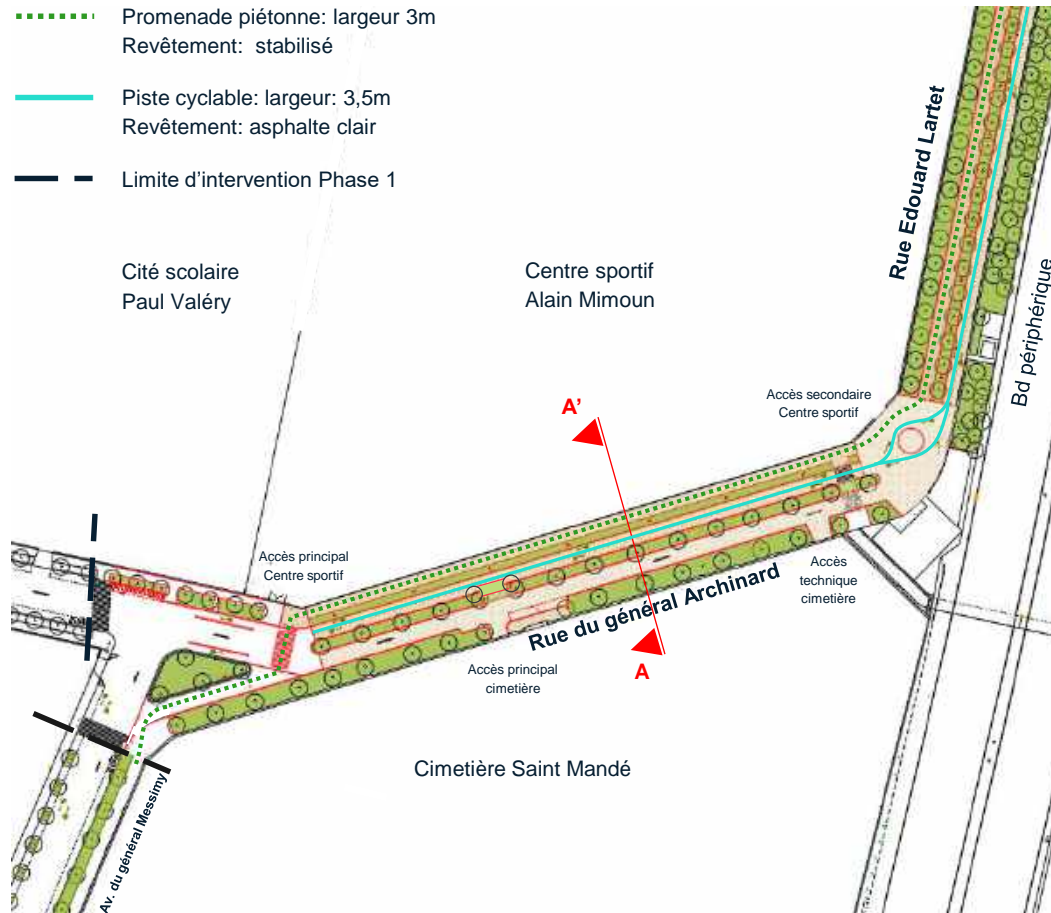 Promenade piétonne: largeur 3m
Revêtement: stabilisé
Piste cyclable: largeur: 3,5m
Revêtement: asphalte clair
Limite d'intervention Phase 1
Cité scolaire
Paul Valéry
Centre sportif
Alain Mimoun
Rue Edouard Lartet
Bd périphérique
Accès secondaire
Centre sportif
A'
Accès principal
Centre sportif
Rue du général Archinard
Accès
technique
cimetière
Accès principal
cimetière
A
Cimetière Saint Mandé
Av. du général Messimy